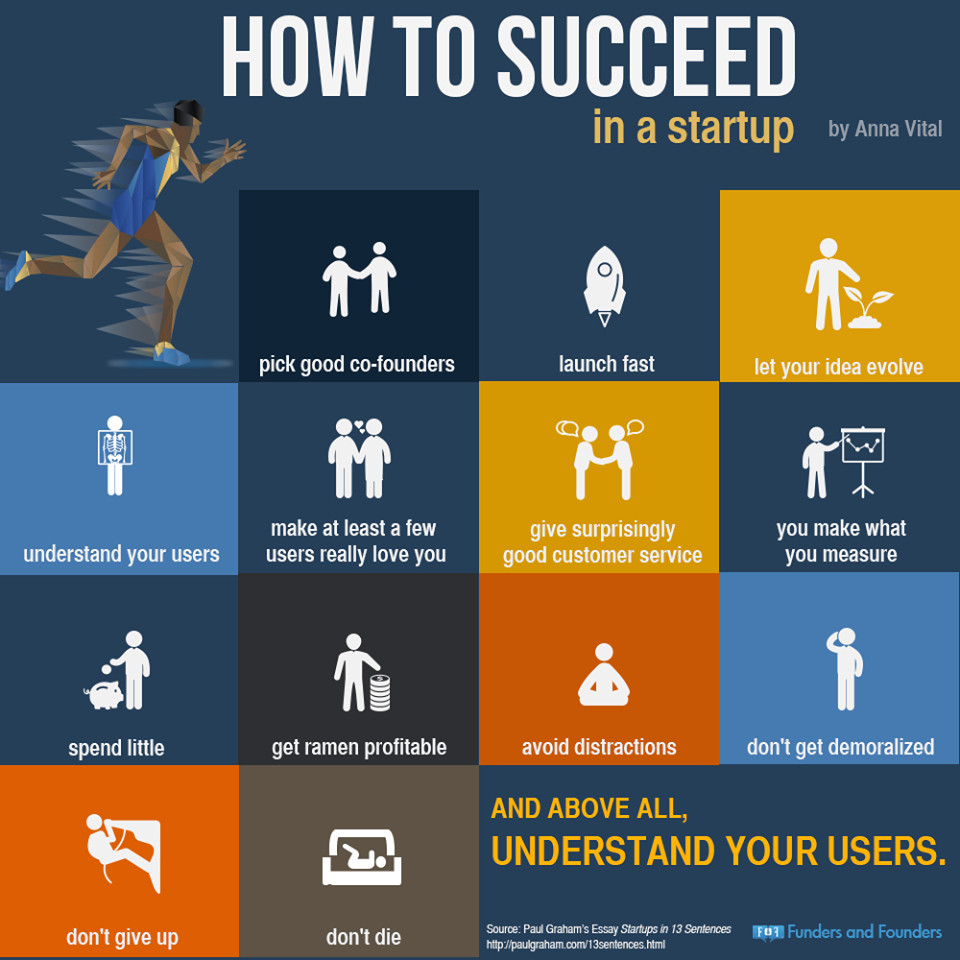 HOW TO SUCCEED
in a startup
by Anna Vital
pick good co-founders
launch fast
let your idea evolve
understand your users
make at least a few
users really love you
give surprisingly
good customer service
you make what
you measure
spend little
get ramen profitable
avoid distractions
don't get demoralized
don't give up
don't die
AND ABOVE ALL,
UNDERSTAND YOUR USERS.
Source: Paul Graham's Essay Startups in 13 Sentences
http://paulgraham.com/13sentences.html
F&F Funders and Founders